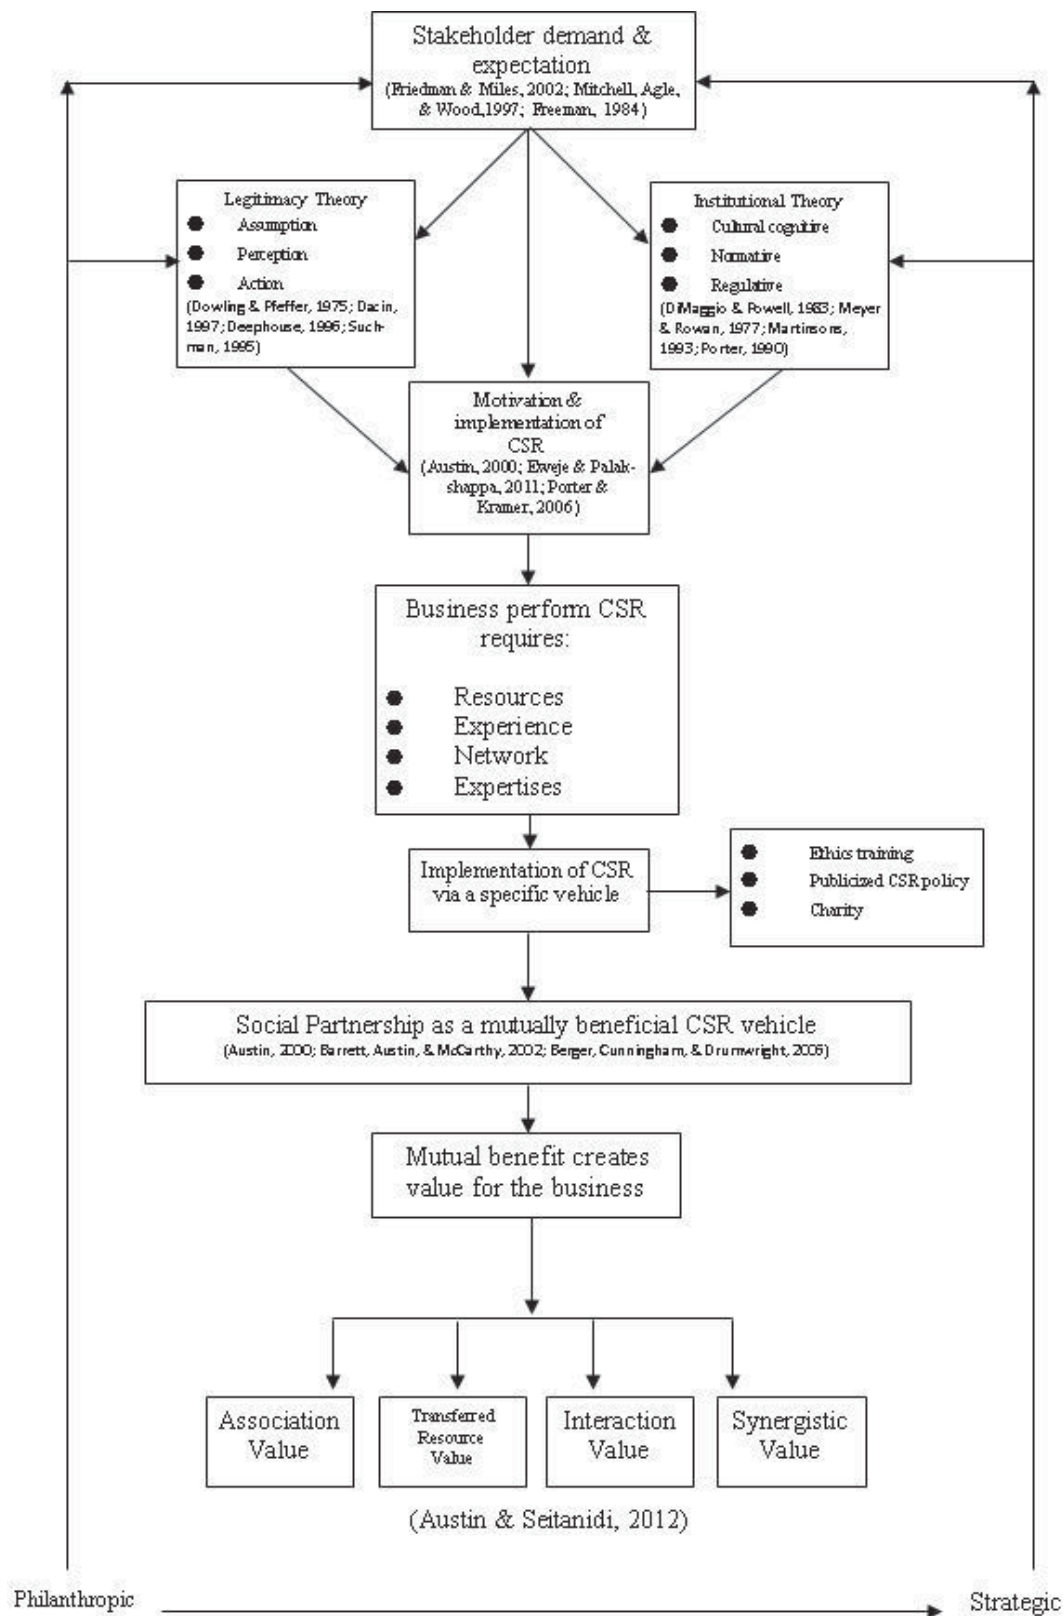 Stakeholder demand &
expectation
(Friedman & Miles, 2002; Mitchell, Agle,
& Wood,1997; Freeman, 1984)
Legitimacy Theory
● Assumption
● Perception
● Action
(Dowling & Pfeffer, 1975; Dacin,
1997; Deephouse, 1996; Such-
man, 1995)
Institutional Theory
● Cultural cognitive
● Normative
● Regulative
(DiMaggio & Powell, 1983; Meyer
& Rowan, 1977; Martinsons,
1993; Porter, 1990)
Motivation &
implementation of
CSR
(Austin, 2000; Eweje & Palak-
shappa, 2011; Porter &
Kramer, 2006)
Business perform CSR
requires:
● Resources
● Experience
● Network
● Expertises
Implementation of CSR
via a specific vehicle
● Ethics training
● Publicized CSR policy
● Charity
Social Partnership as a mutually beneficial CSR vehicle
(Austin, 2000; Barrett, Austin, & McCarthy, 2002; Berger, Cunningham, & Drumwright, 2006)
Mutual benefit creates
value for the business
Association
Value
Transferred
Resource
Value
Interaction
Value
Synergistic
Value
(Austin & Seitanidi, 2012)
Philanthropic
Strategic